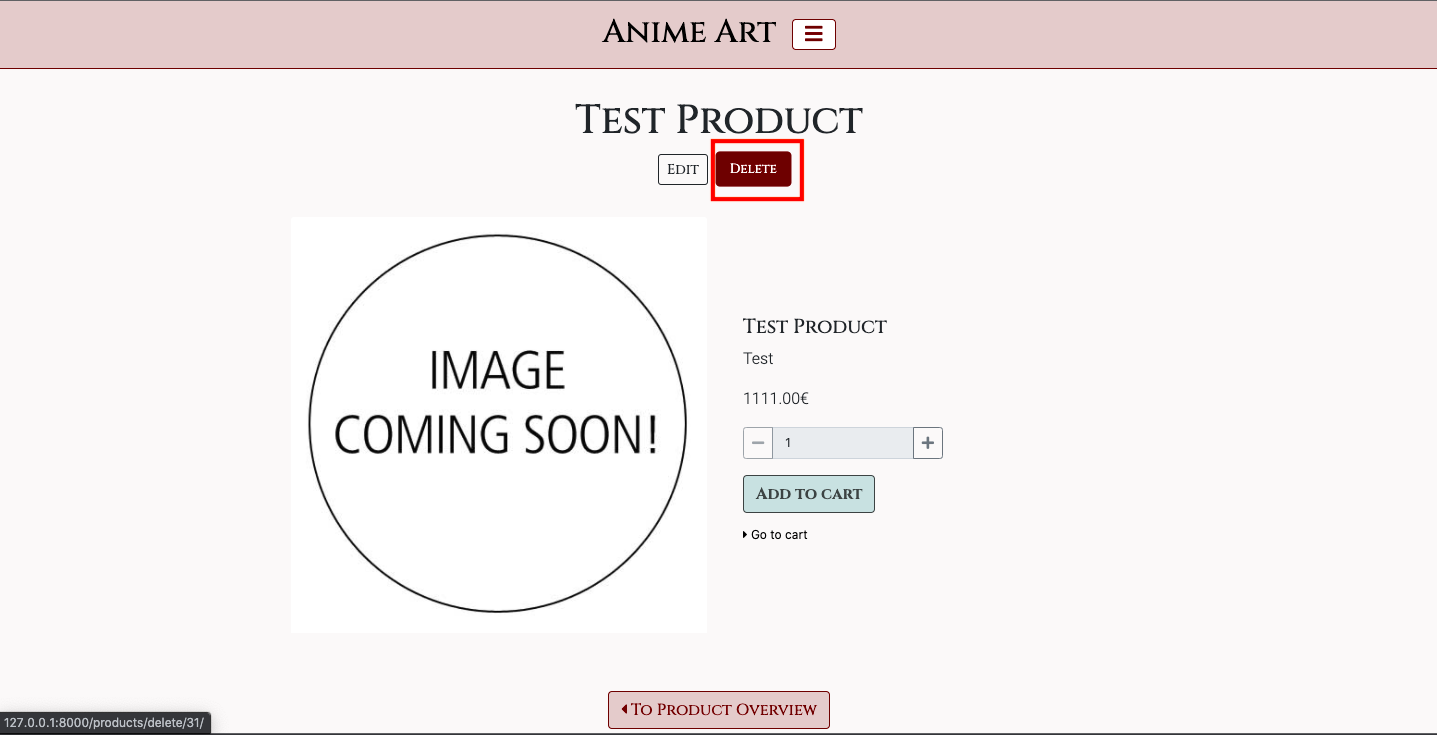 Anime Art
Test Product
Edit
Delete
IMAGE
COMING SOON!
Test Product
Test
1111.00€
1
Add to cart
Go to cart
To Product Overview
127.0.0.1:8000/products/delete/31/